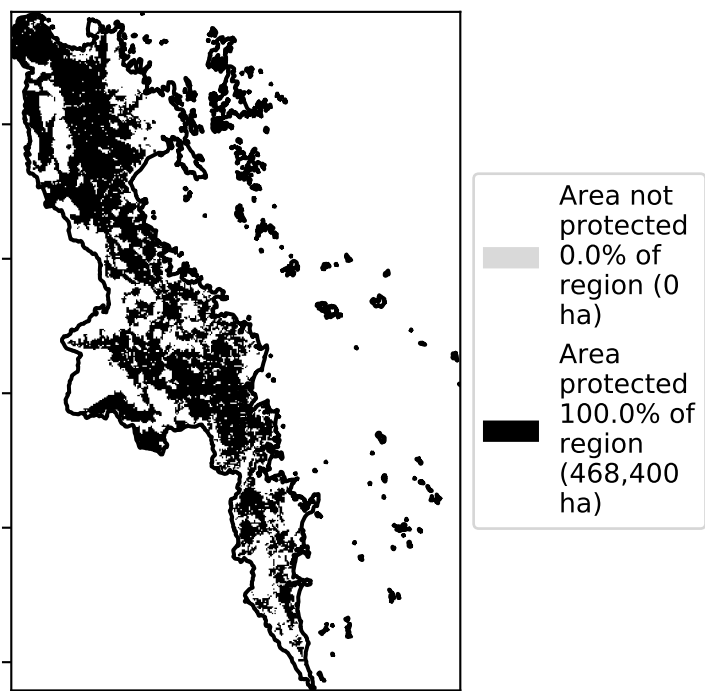 Area not
protected
0.0% of
region (0
ha)
Area
protected
100.0% of
region
(468,400
ha)